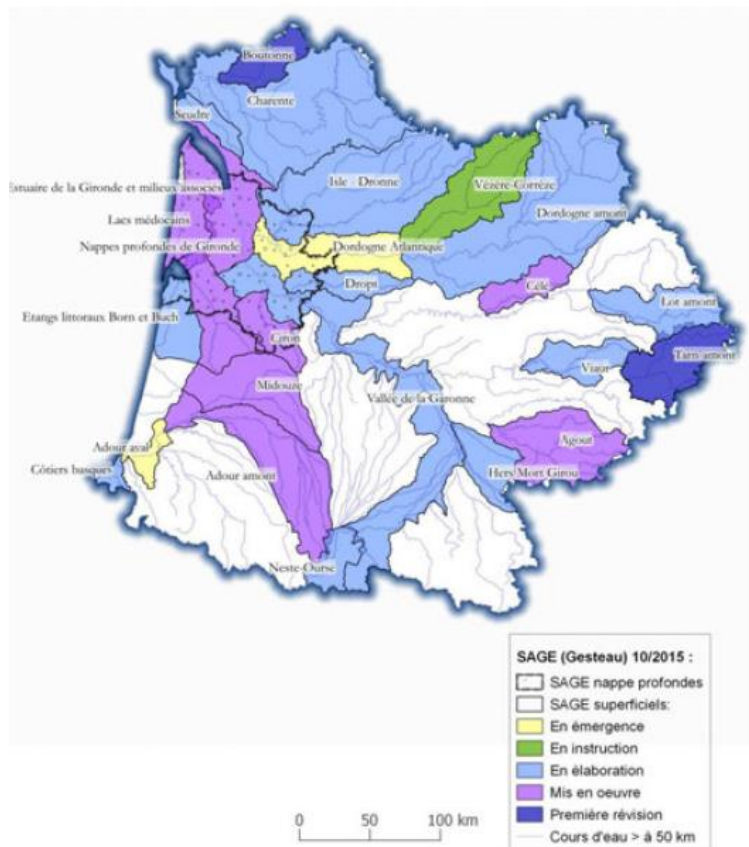 Boutonne
Charente
Seudre
Estuaire de la Gironde et milieux associés
Isle - Dronne
Vézère-Corrèze
Lacs médocains
Dordogne amont
Nappes profondes de Gironde
Dordogne Atlantique
Dropt
Célé
Lot amont
Etangs littoraux Born et Buch
Ciron
Tarn amont
Viaur
Midouze
Vallée de la Garonne
Adour aval
Agout
Côtiers basques
Adour amont
Hers Mort Girou
Neste-Ourse
SAGE (Gesteau) 10/2015 :
SAGE nappe profondes
SAGE superficiels:
En émergence
En instruction
En élaboration
Mis en oeuvre
Première révision
Cours d'eau > à 50 km
0 50 100 km